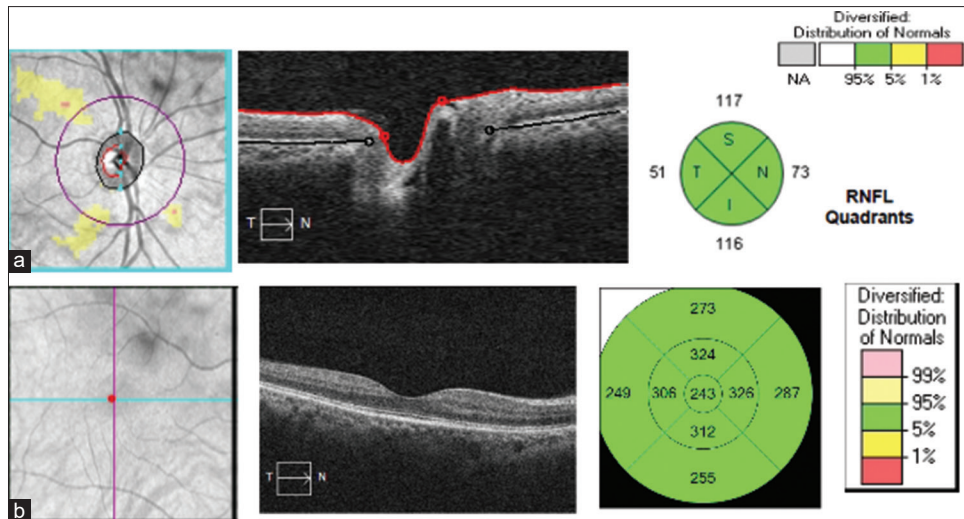 Diversified:
Distribution of Normals
NA 95% 5% 1%
117
S
51 T N 73
I
116
RNFL
Quadrants
T N
a
273
324
249 306 243 326 287
312
255
Diversified:
Distribution
of Normals
99%
95%
5%
1%
T N
b